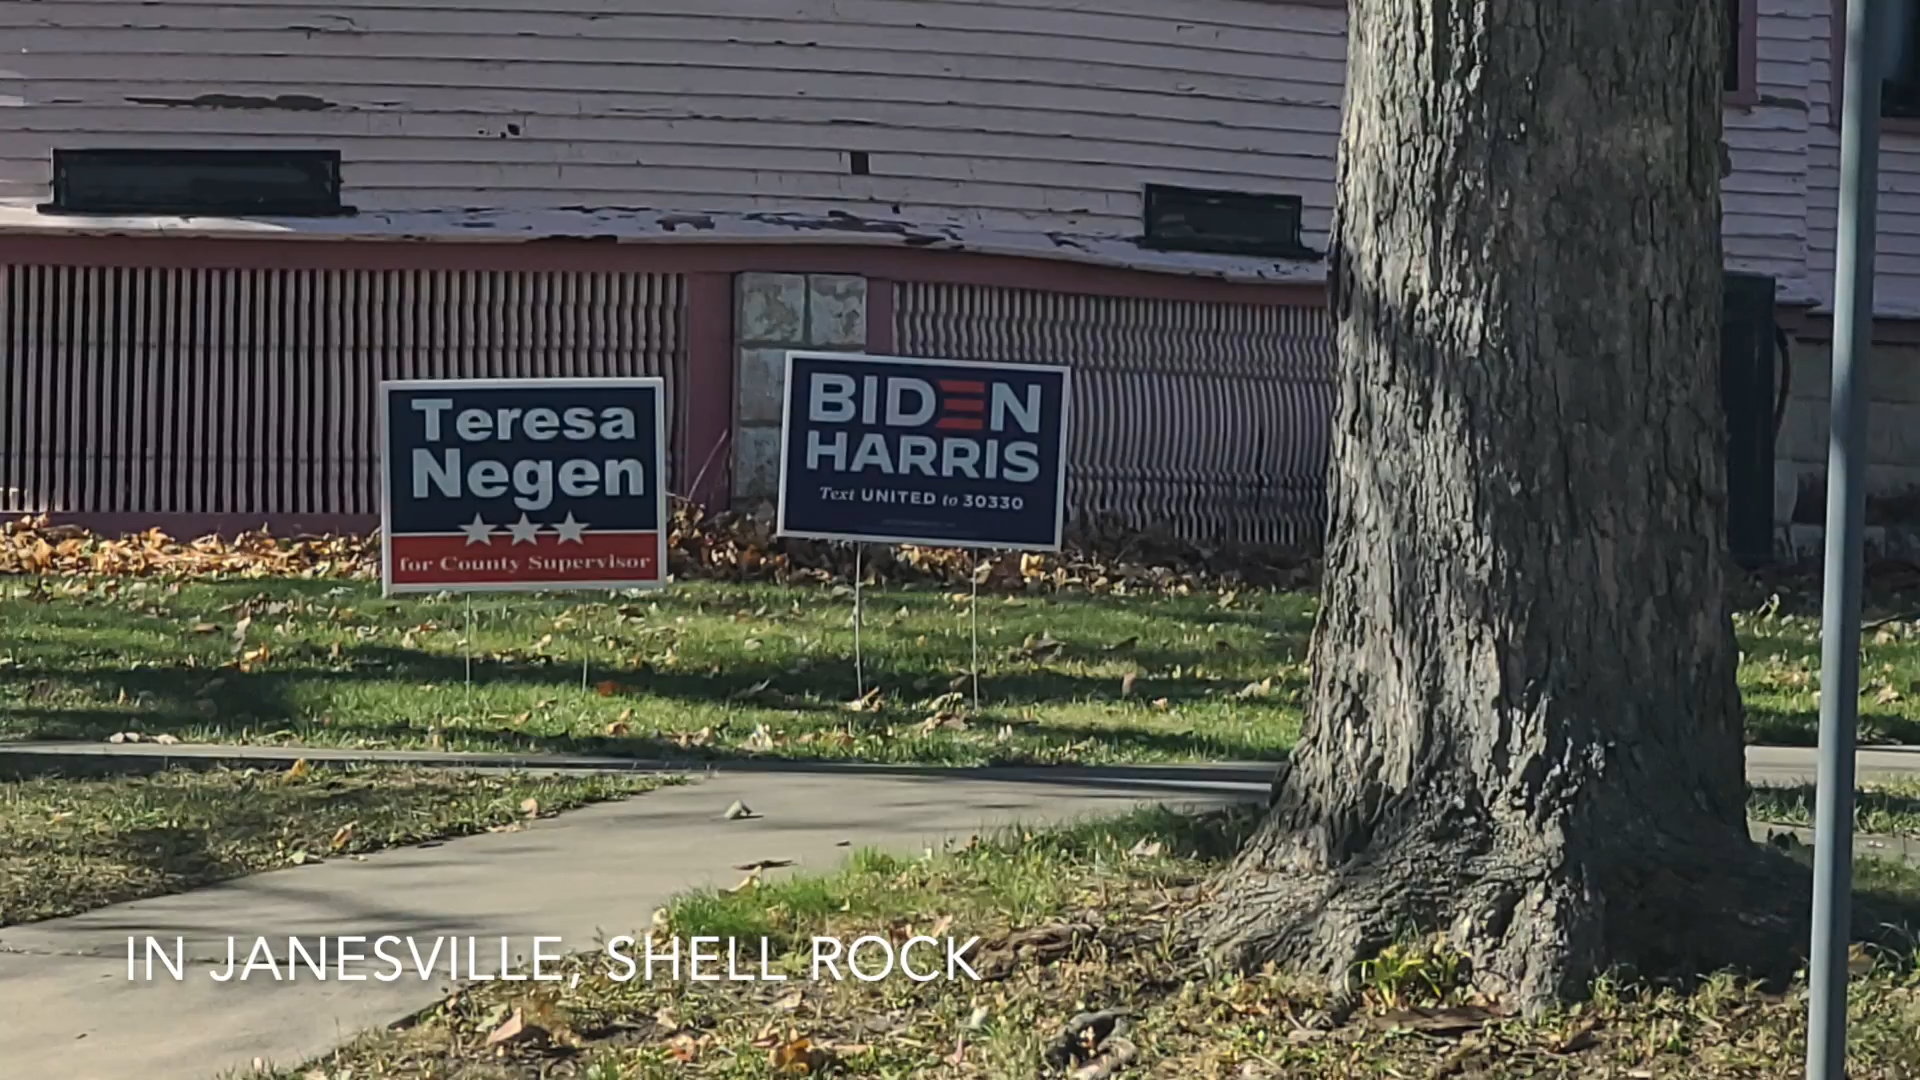 Teresa
Negen
for County Supervisor
BIDEN
HARRIS
Text UNITED to 30330
IN JANESVILLE, SHELL ROCK